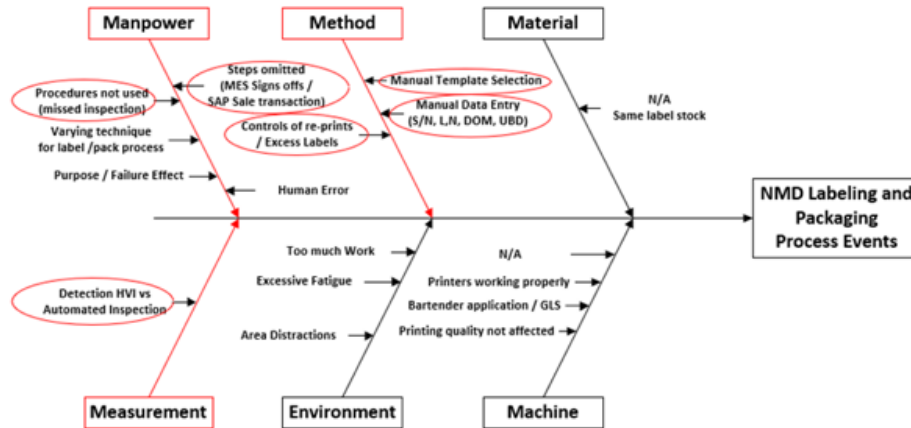 Manpower
Method
Material
Steps omitted
(MES Signs offs /
SAP Sale transaction)
Procedures not used
(missed inspection)
Varying technique
for label /pack process
Purpose / Failure Effect
Human Error
Manual Template Selection
Manual Data Entry
(S/N, L,N, DOM, UBD)
Controls of re-prints
/ Excess Labels
N/A
Same label stock
NMD Labeling and
Packaging
Process Events
Detection HVI vs
Automated Inspection
Too much Work
Excessive Fatigue
Area Distractions
N/A
Printers working properly
Bartender application / GLS
Printing quality not affected
Measurement
Environment
Machine